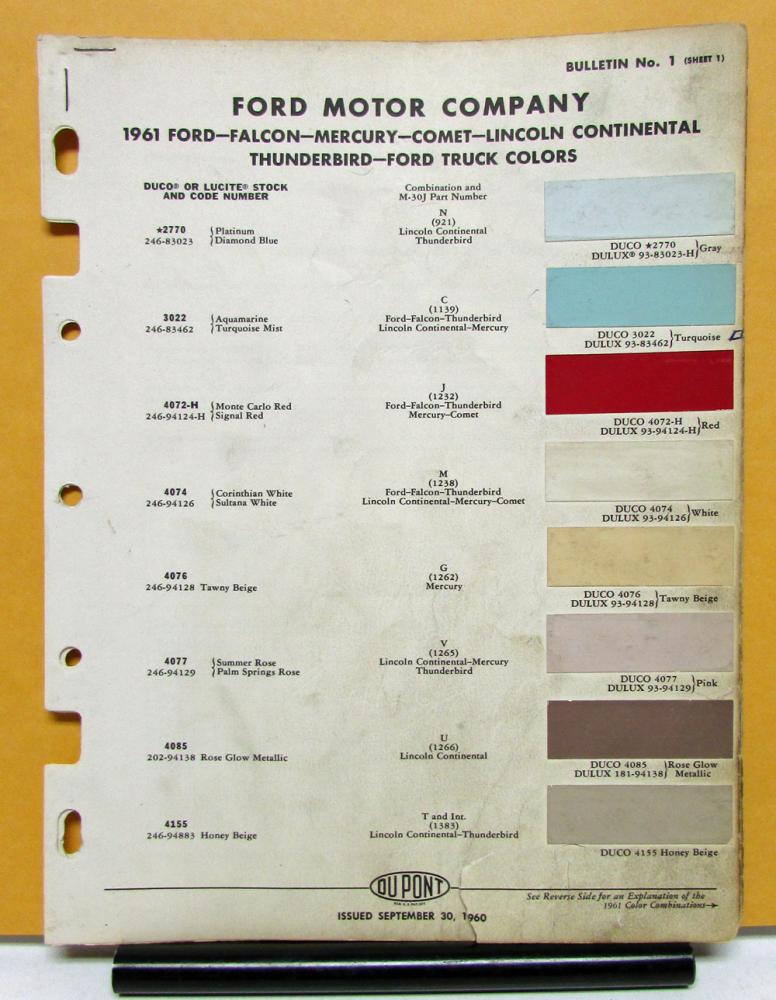 BULLETIN No. 1 (SHEET 1)
FORD MOTOR COMPANY
1961 FORD—FALCON—MERCURY—COMET—LINCOLN CONTINENTAL
THUNDERBIRD—FORD TRUCK COLORS
DUCO® OR LUCITE® STOCK
AND CODE NUMBER
Combination and
M-30J Part Number
★2770 { Platinum
246-83023 { Diamond Blue
N
(921)
Lincoln Continental
Thunderbird
DUCO ★2770
DULUX® 93-83023-H } Gray
3022 { Aquamarine
246-83462 { Turquoise Mist
C
(1139)
Ford-Falcon-Thunderbird
Lincoln Continental-Mercury
DUCO 3022
DULUX 93-83462 } Turquoise
4072-H { Monte Carlo Red
246-94124-H { Signal Red
J
(1232)
Ford-Falcon-Thunderbird
Mercury-Comet
DUCO 4072-H
DULUX 93-94124-H } Red
4074 { Corinthian White
246-94126 { Sultana White
M
(1238)
Ford-Falcon-Thunderbird
Lincoln Continental-Mercury-Comet
DUCO 4074
DULUX 93-94126 } White
4076
246-94128 Tawny Beige
G
(1262)
Mercury
DUCO 4076
DULUX 93-94128 } Tawny Beige
4077 { Summer Rose
246-94129 { Palm Springs Rose
V
(1265)
Lincoln Continental-Mercury
Thunderbird
DUCO 4077
DULUX 93-94129 } Pink
4085
202-94138 Rose Glow Metallic
U
(1266)
Lincoln Continental
DUCO 4085 } Rose Glow
DULUX 181-94138 } Metallic
4155
246-94883 Honey Beige
T and Int.
(1383)
Lincoln Continental-Thunderbird
DUCO 4155 Honey Beige
DU PONT
ISSUED SEPTEMBER 30, 1960
See Reverse Side for an Explanation of the
1961 Color Combinations→